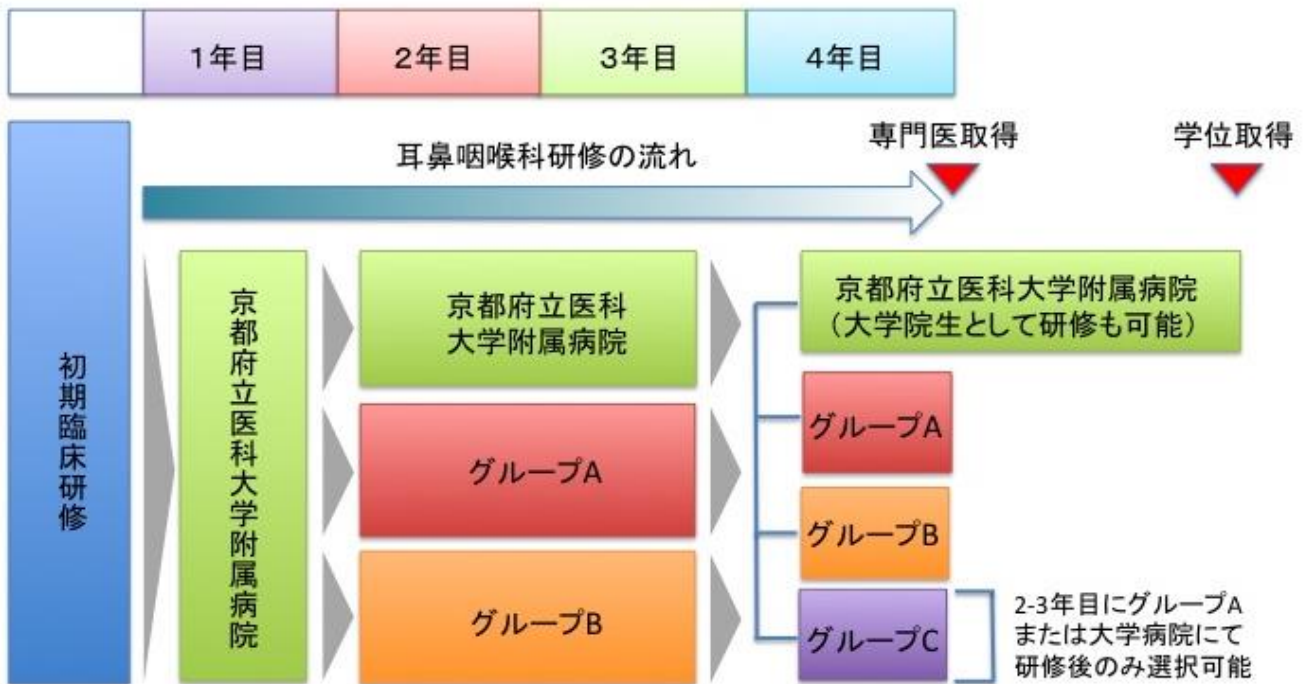 1年目
2年目
3年目
4年目
耳鼻咽喉科研修の流れ
専門医取得
学位取得
初期臨床研修
京都府立医科大学附属病院
京都府立医科
大学附属病院
グループA
グループB
京都府立医科大学附属病院
(大学院生として研修も可能)
グループA
グループB
グループC
2-3年目にグループA
または大学病院にて
研修後のみ選択可能